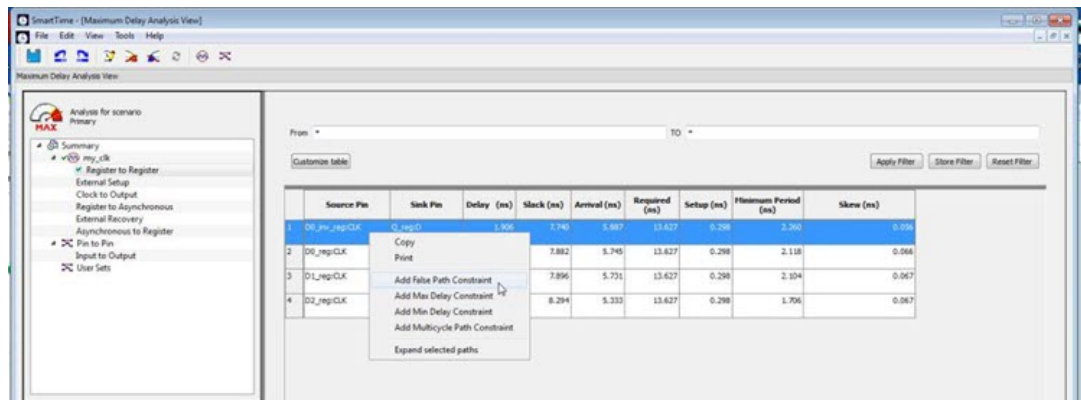 SmartTime - [Maximum Delay Analysis View]
File Edit View Tools Help
Maximum Delay Analysis View
Analysis for scenario
Primary
MAX
Summary
my_clk
Register to Register
External Setup
Clock to Output
Register to Asynchronous
External Recovery
Asynchronous to Register
Pin to Pin
Input to Output
User Sets
From * TO *
Customize table Apply Filter Store Filter Reset Filter
Source Pin Sink Pin Delay (ns) Slack (ns) Arrival (ns) Required (ns) Setup (ns) Minimum Period (ns) Skew (ns)
1 D0_inv_reg:CLK Q_reg:D 1.906 7.740 5.887 13.627 0.298 2.260 0.056
2 D0_reg:CLK 7.882 5.745 13.627 0.298 2.118 0.066
3 D1_reg:CLK 7.896 5.731 13.627 0.298 2.104 0.067
4 D2_reg:CLK 8.294 5.333 13.627 0.298 1.706 0.067
Copy
Print
Add False Path Constraint
Add Max Delay Constraint
Add Min Delay Constraint
Add Multicycle Path Constraint
Expand selected paths